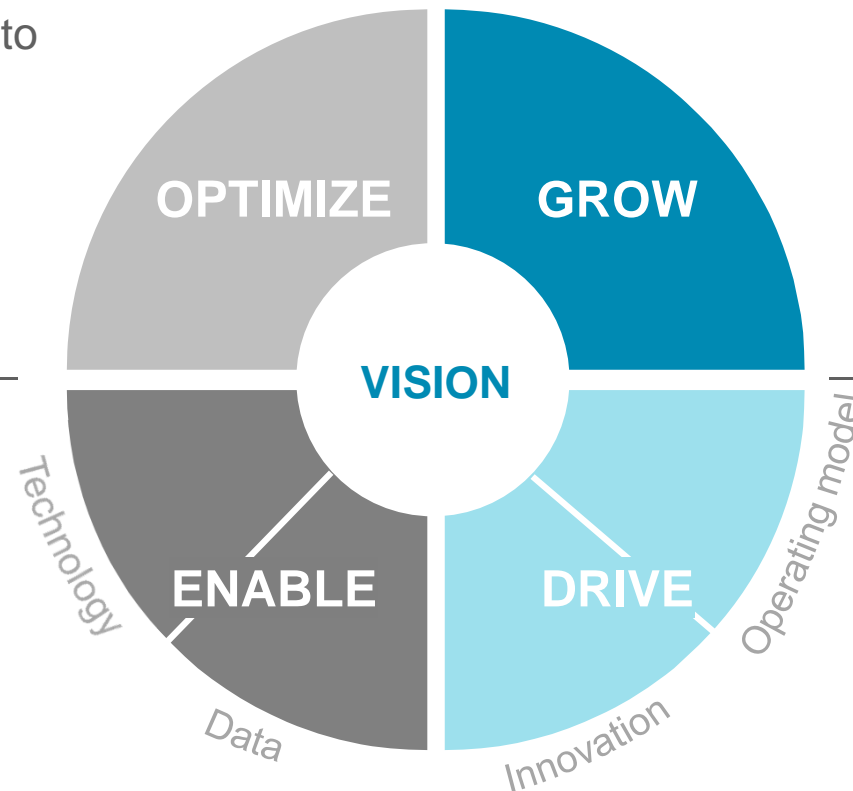 to
OPTIMIZE
GROW
VISION
Technology
Operating model
ENABLE
DRIVE
Data
Innovation